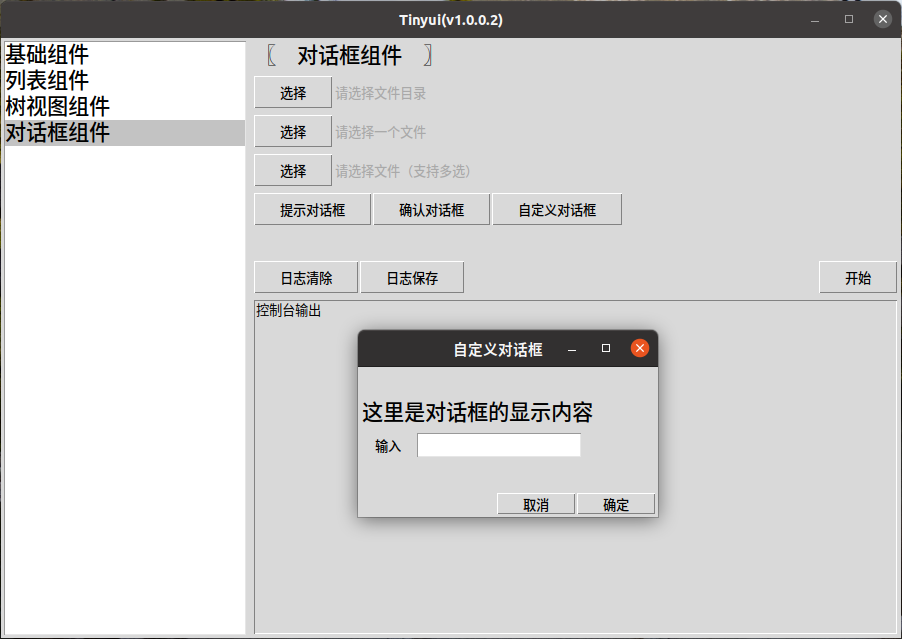 Tinyui(v1.0.0.2)
基础组件
列表组件
树视图组件
对话框组件
〖 对话框组件 〗
选择 请选择文件目录
选择 请选择一个文件
选择 请选择文件（支持多选）
提示对话框 确认对话框 自定义对话框
日志清除 日志保存 开始
控制台输出
自定义对话框
这里是对话框的显示内容
输入
取消 确定